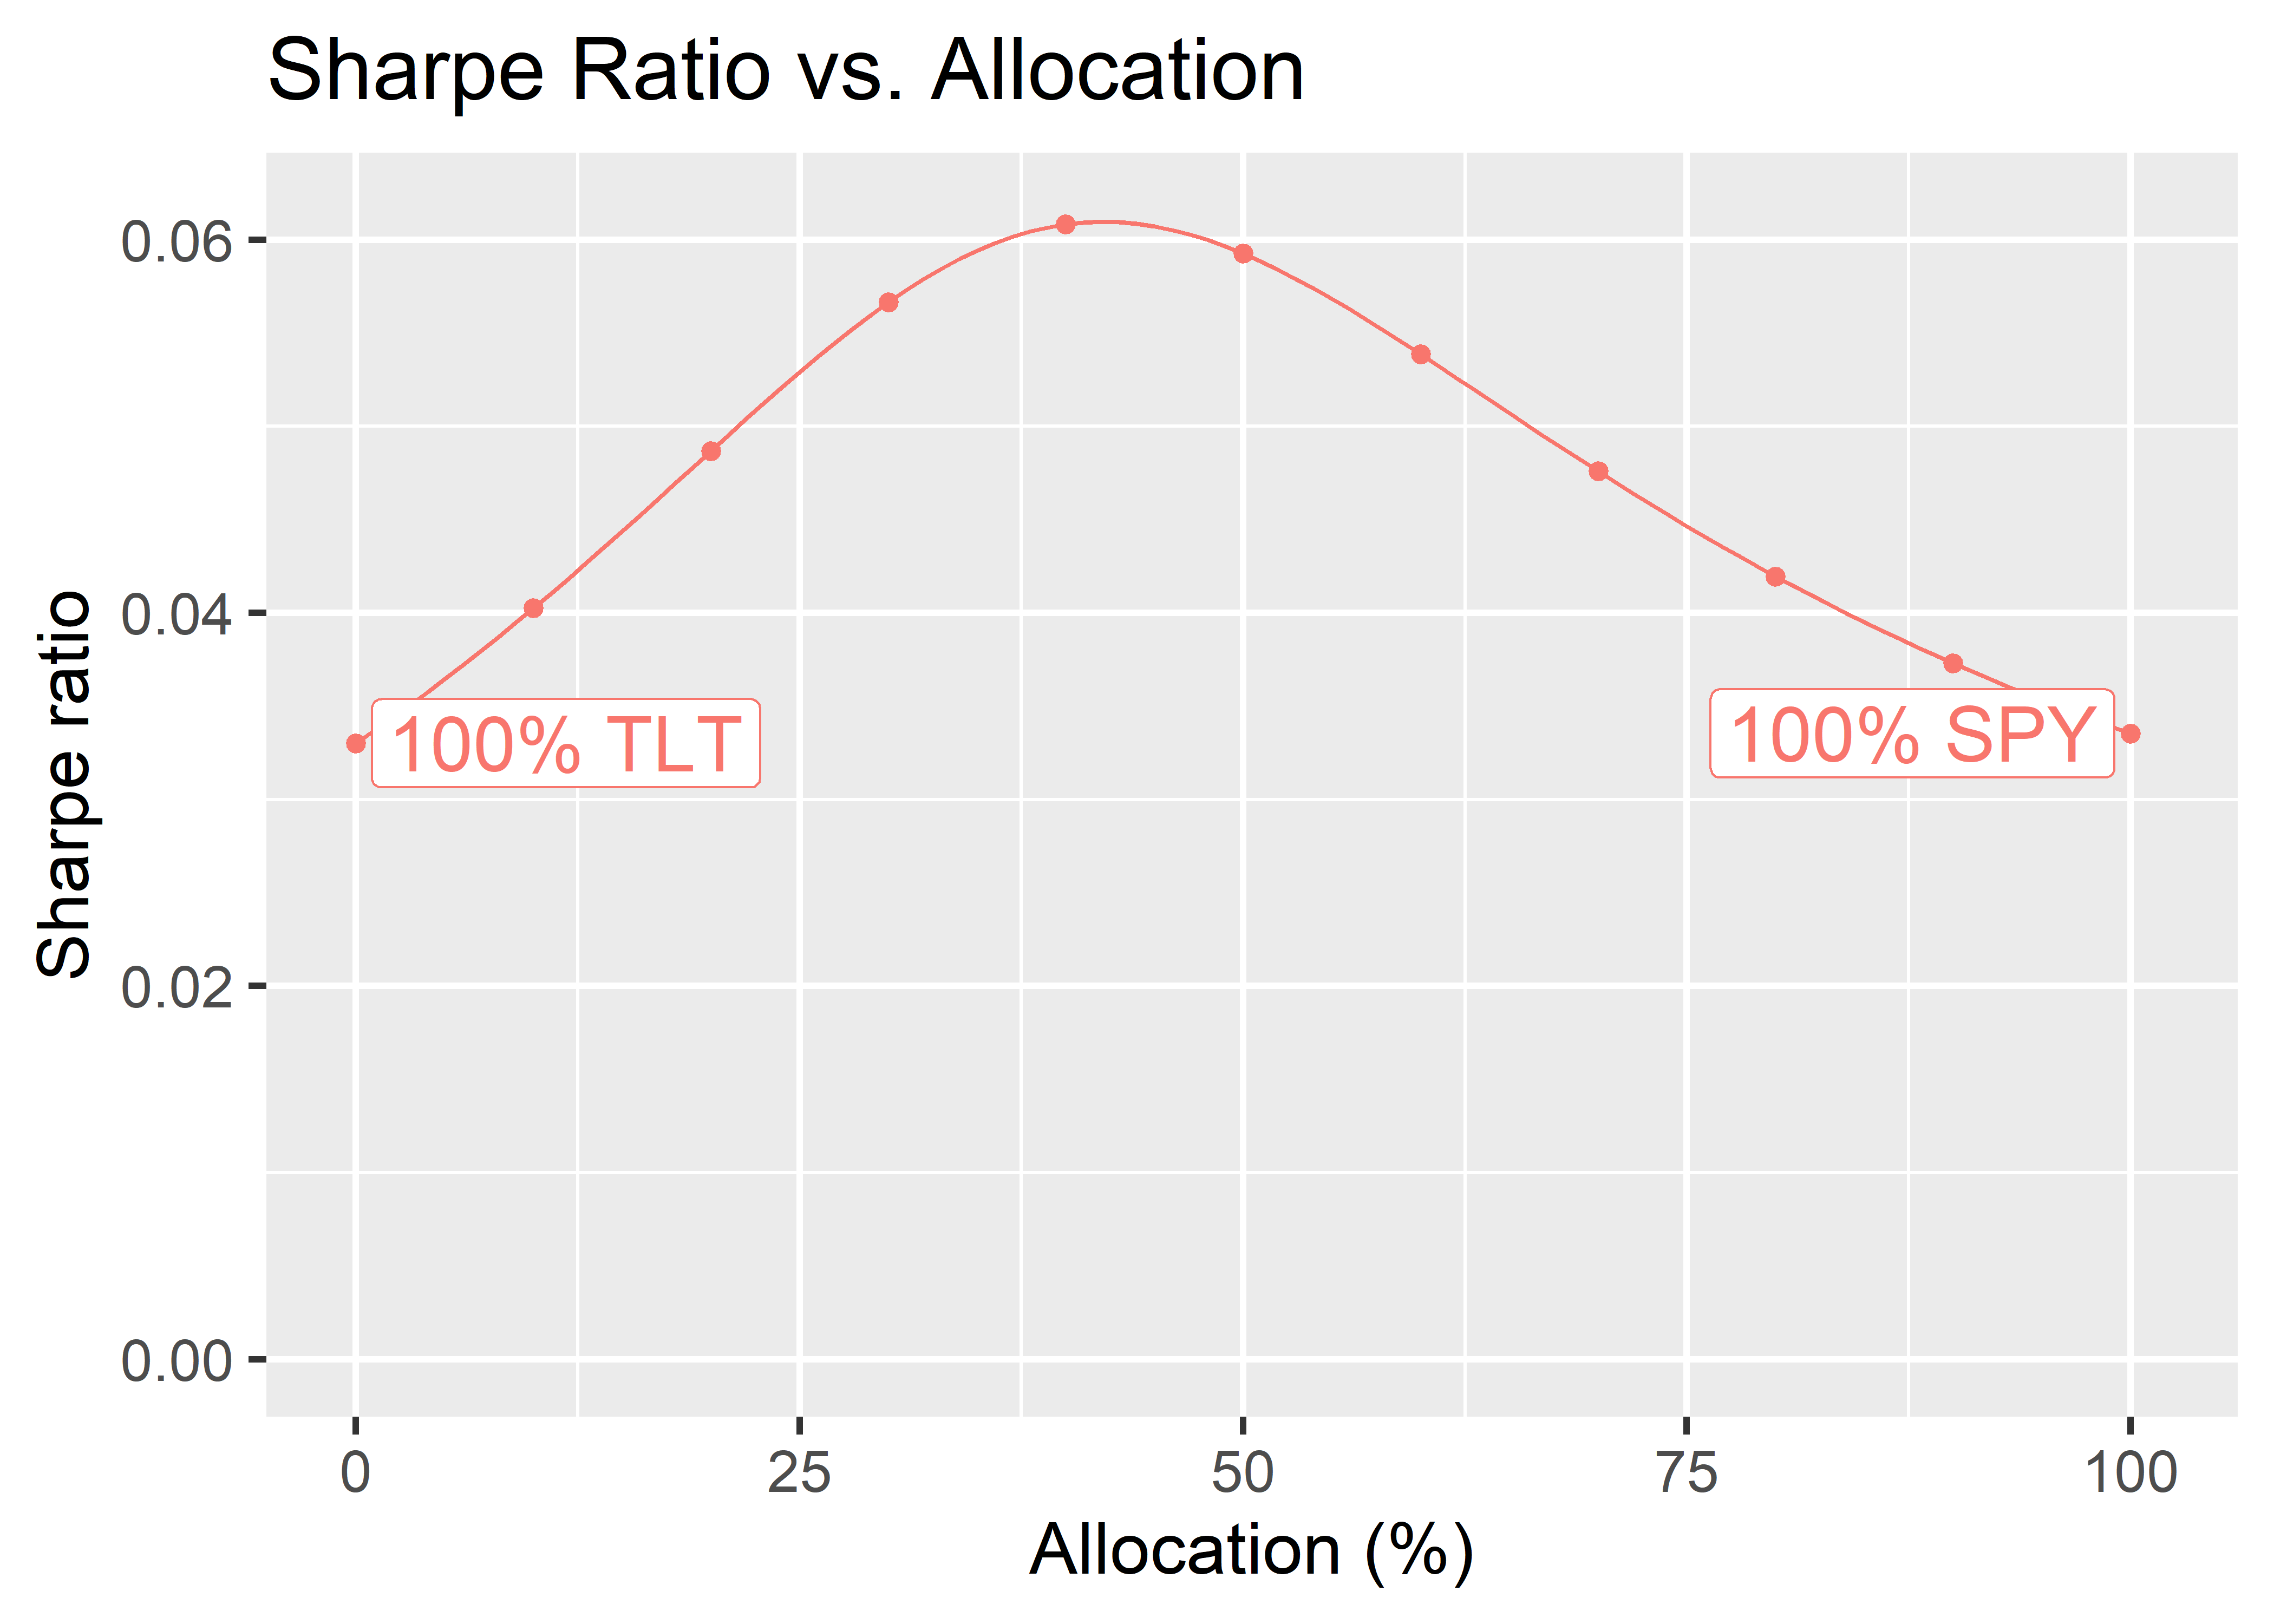 Sharpe Ratio vs. Allocation
Sharpe ratio
0.06
0.04
0.02
0.00
100% TLT
100% SPY
0 25 50 75 100
Allocation (%)